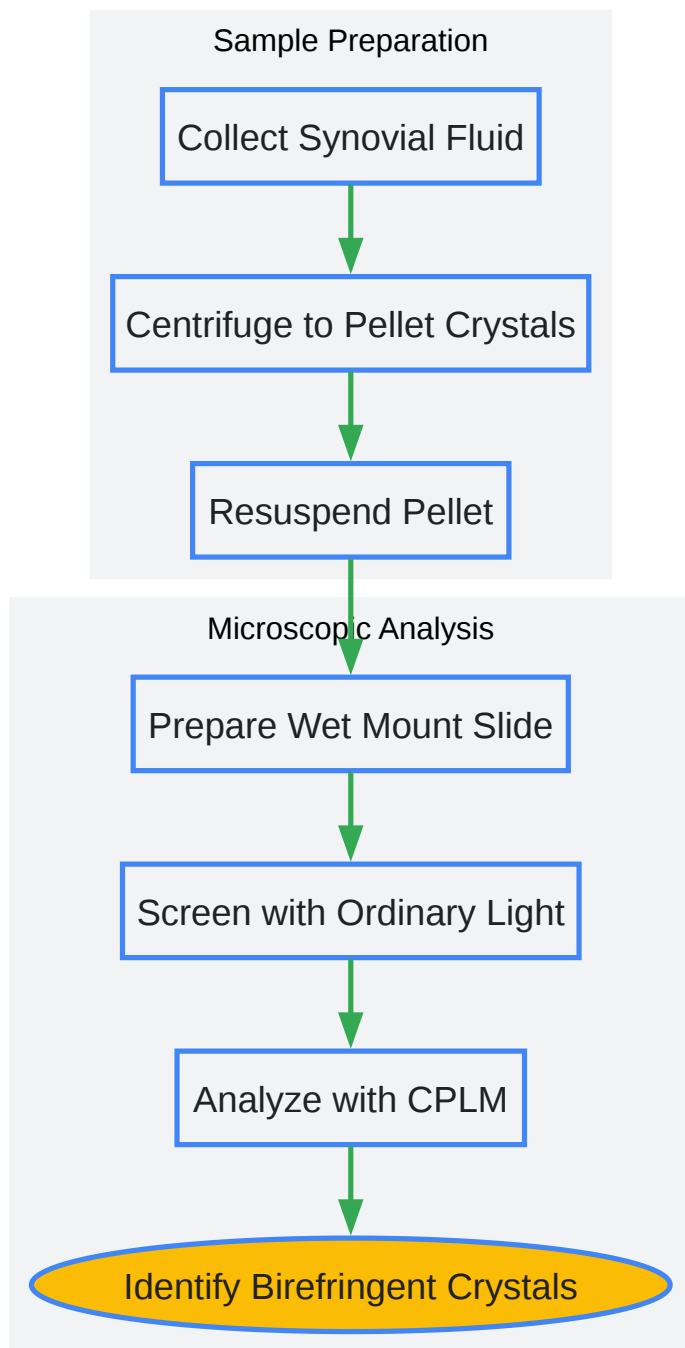 Sample Preparation
Collect Synovial Fluid
Centrifuge to Pellet Crystals
Resuspend Pellet
Microscopic Analysis
Prepare Wet Mount Slide
Screen with Ordinary Light
Analyze with CPLM
Identify Birefringent Crystals